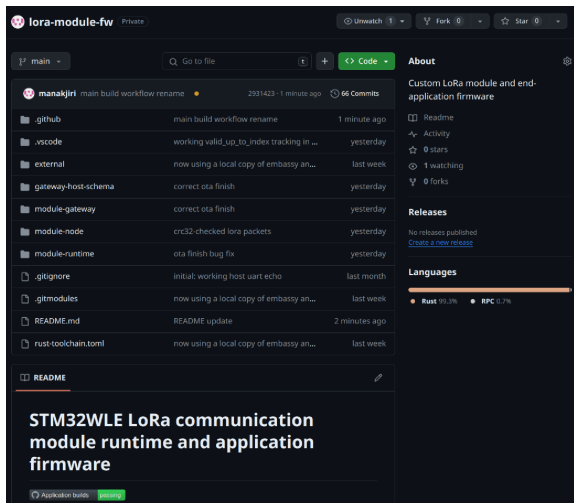 lora-module-fw Private
Unwatch 1 Fork 0 Star 0
main Go to file t + <> Code
manakjiri main build workflow rename 2931423 · 1 minute ago 66 Commits
.github main build workflow rename 1 minute ago
.vscode working valid_up_to_index tracking in ... yesterday
external now using a local copy of embassy an... last week
gateway-host-schema correct ota finish yesterday
module-gateway correct ota finish yesterday
module-node crc32-checked lora packets yesterday
module-runtime ota finish bug fix yesterday
.gitignore initial: working host uart echo last month
.gitmodules now using a local copy of embassy an... last week
README.md README update 2 minutes ago
rust-toolchain.toml now using a local copy of embassy an... last week
README
STM32WLE LoRa communication
module runtime and application
firmware
Application builds passing
About
Custom LoRa module and end-
application firmware
Readme
Activity
0 stars
1 watching
0 forks
Releases
No releases published
Create a new release
Languages
Rust 99.3% RPC 0.7%